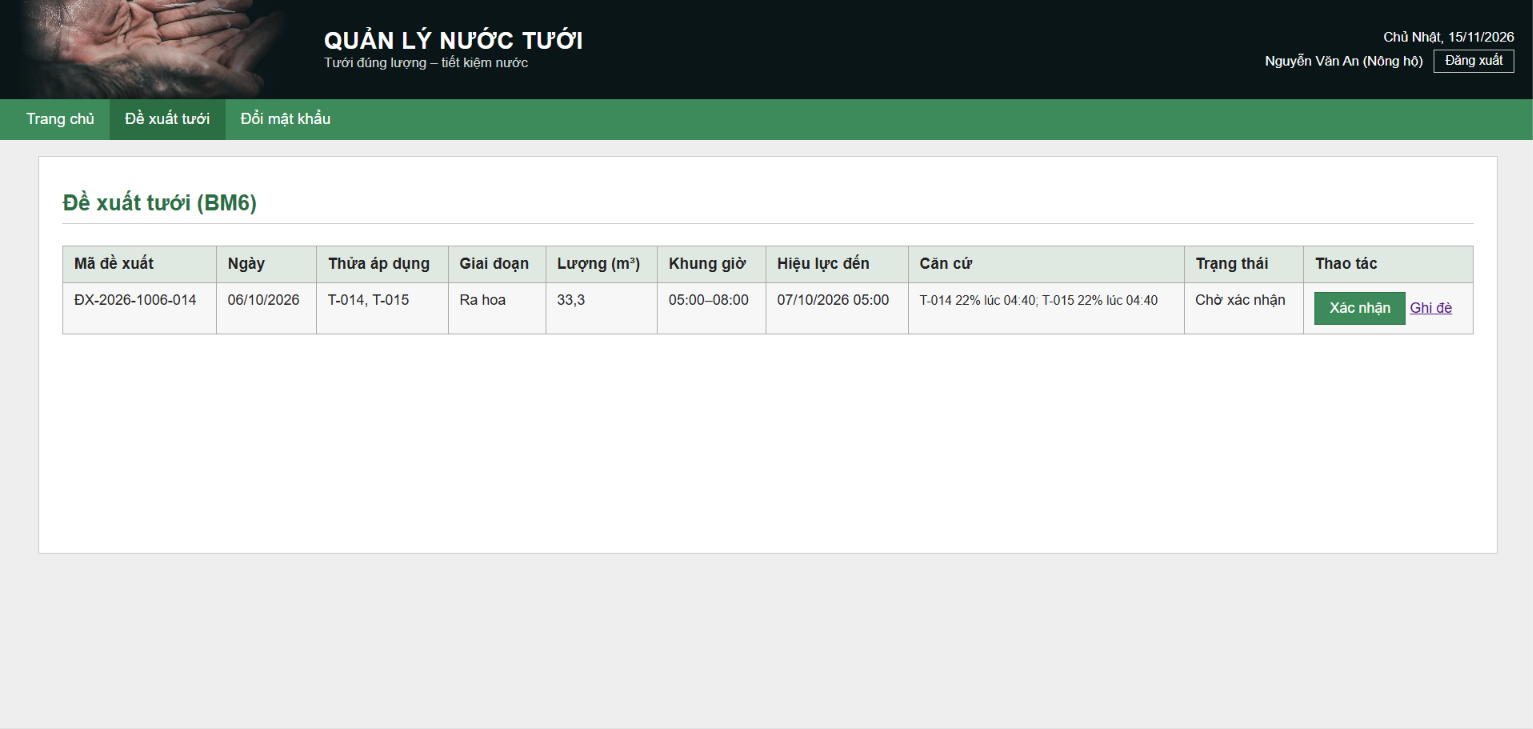 QUẢN LÝ NƯỚC TƯỚI
Tưới đúng lượng – tiết kiệm nước
Chủ Nhật, 15/11/2026
Nguyễn Văn An (Nông hộ) Đăng xuất
Trang chủ Đề xuất tưới Đổi mật khẩu
Đề xuất tưới (BM6)
Mã đề xuất Ngày Thửa áp dụng Giai đoạn Lượng (m³) Khung giờ Hiệu lực đến Căn cứ Trạng thái Thao tác
ĐX-2026-1006-014 06/10/2026 T-014, T-015 Ra hoa 33,3 05:00–08:00 07/10/2026 05:00 T-014 22% lúc 04:40; T-015 22% lúc 04:40 Chờ xác nhận Xác nhận Ghi đè